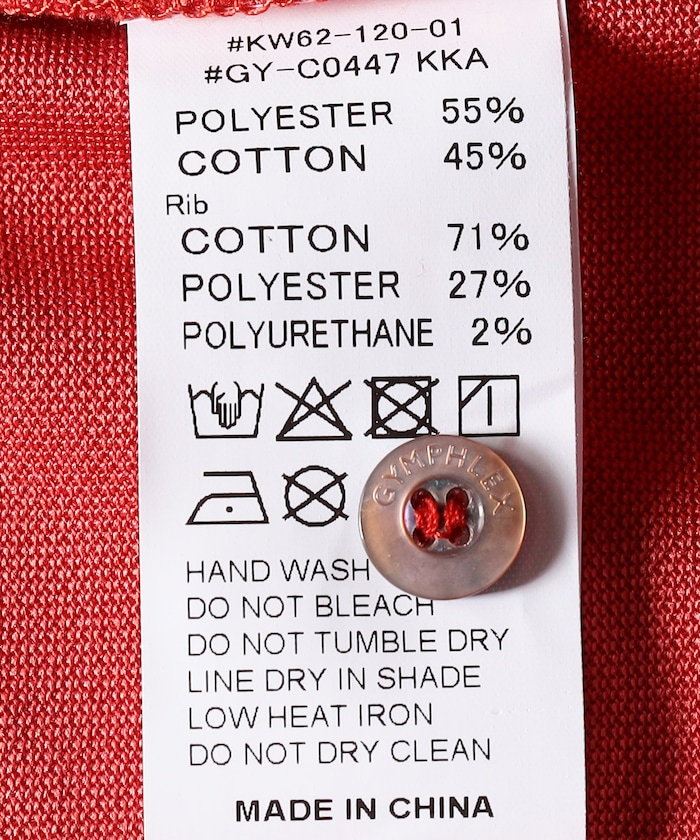 #KW62-120-01
#GY-C0447 KKA
POLYESTER 55%
COTTON 45%
Rib
COTTON 71%
POLYESTER 27%
POLYURETHANE 2%
GYMPHLEX
HAND WASH
DO NOT BLEACH
DO NOT TUMBLE DRY
LINE DRY IN SHADE
LOW HEAT IRON
DO NOT DRY CLEAN
MADE IN CHINA